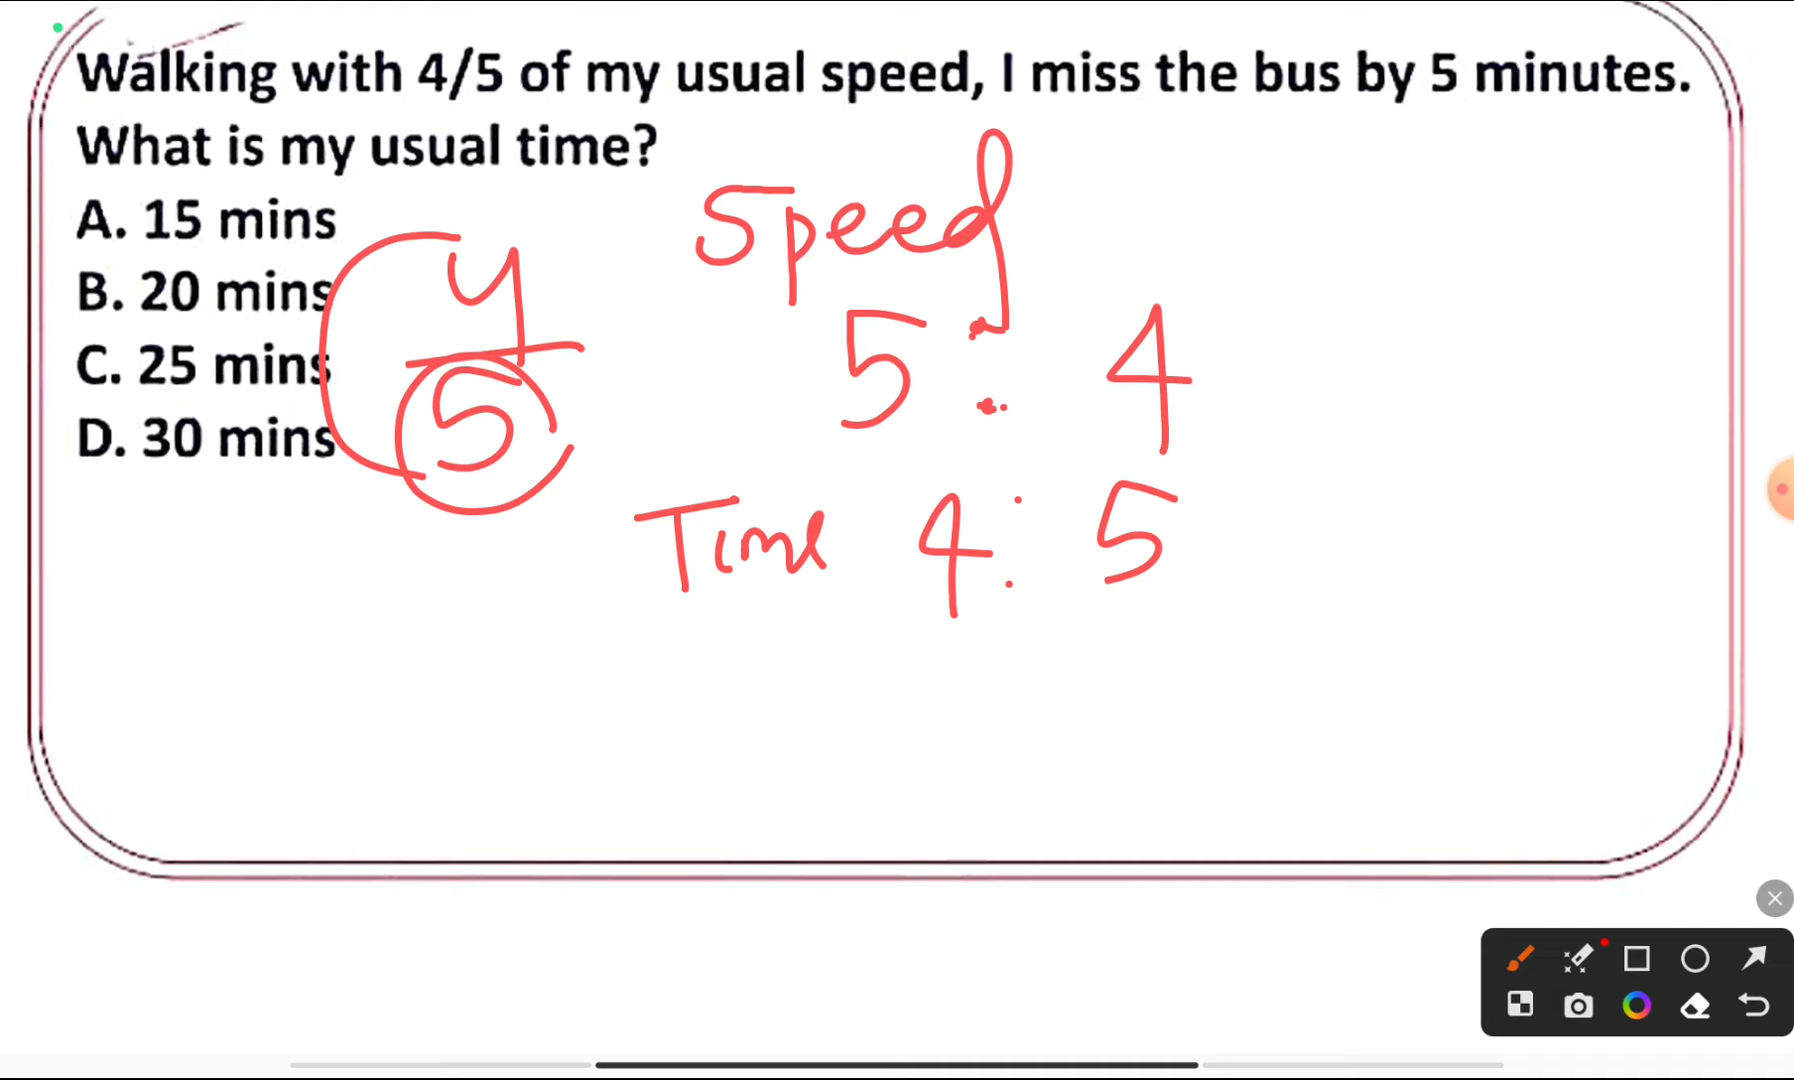 Walking with 4/5 of my usual speed, I miss the bus by 5 minutes.
What is my usual time?
A. 15 mins
B. 20 mins
C. 25 mins
D. 30 mins
4
5
Speed
5 : 4
Time 4 : 5